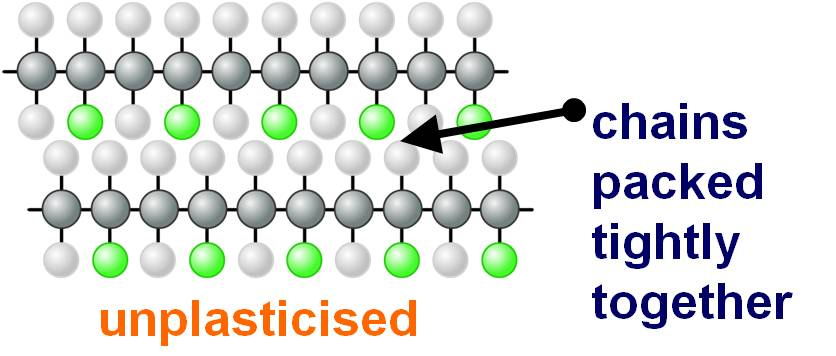 chains
packed
tightly
together
unplasticised